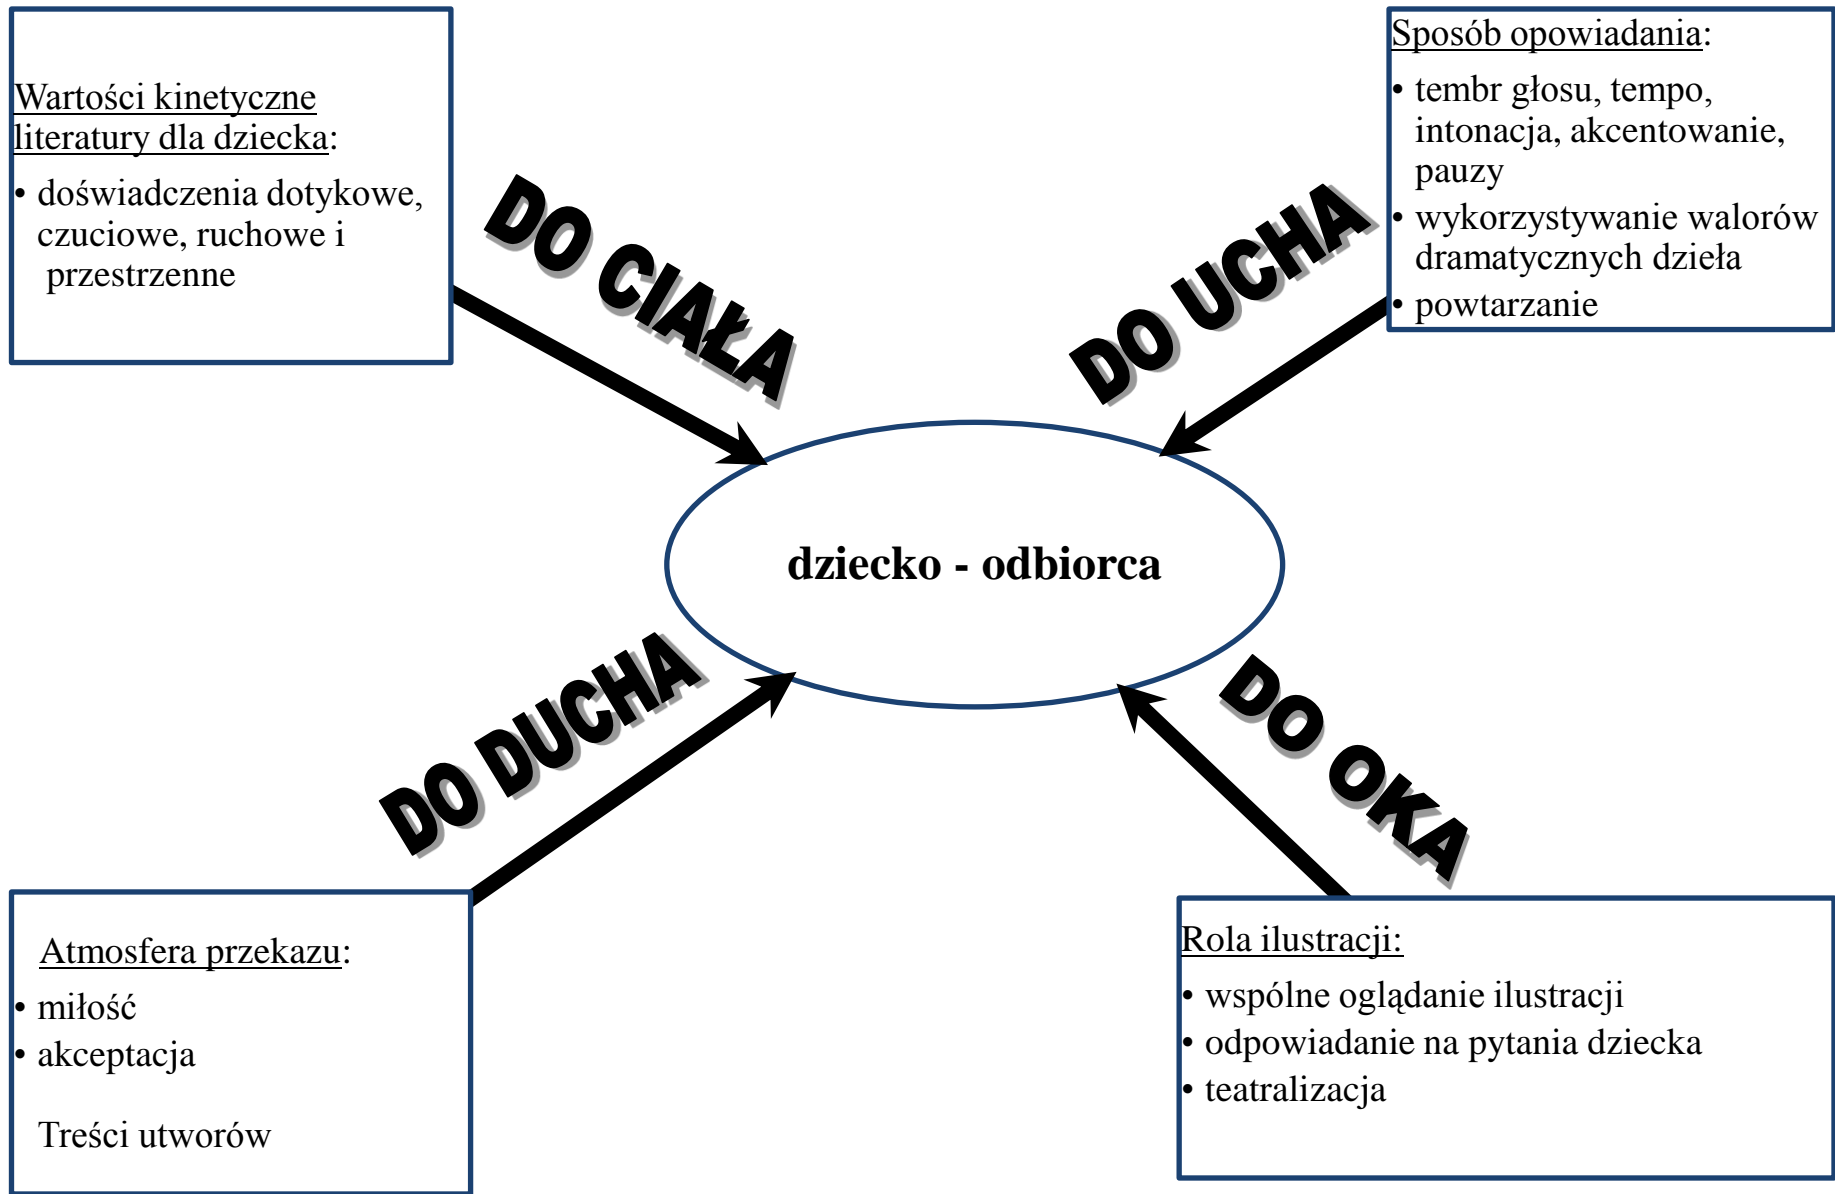 Wartości kinetyczne
literatury dla dziecka:
• doświadczenia dotykowe,
czuciowe, ruchowe i
przestrzenne
DO CIAŁA
Sposób opowiadania:
• tembr głosu, tempo,
intonacja, akcentowanie,
pauzy
• wykorzystywanie walorów
dramatycznych dzieła
• powtarzanie
DO UCHA
dziecko - odbiorca
DO DUCHA
Atmosfera przekazu:
• miłość
• akceptacja
Treści utworów
DO OKA
Rola ilustracji:
• wspólne oglądanie ilustracji
• odpowiadanie na pytania dziecka
• teatralizacja